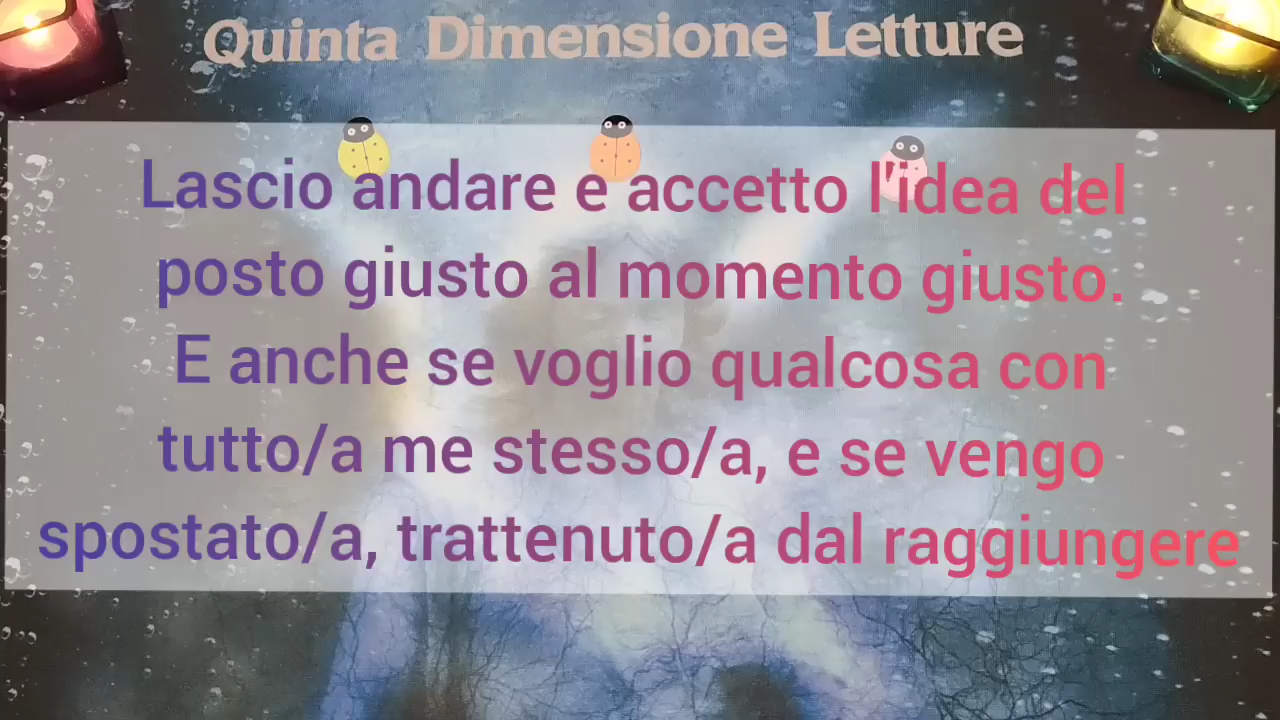 Quinta Dimensione Letture
Lascio andare e accetto l'idea del
posto giusto al momento giusto.
E anche se voglio qualcosa con
tutto/a me stesso/a, e se vengo
spostato/a, trattenuto/a dal raggiungere